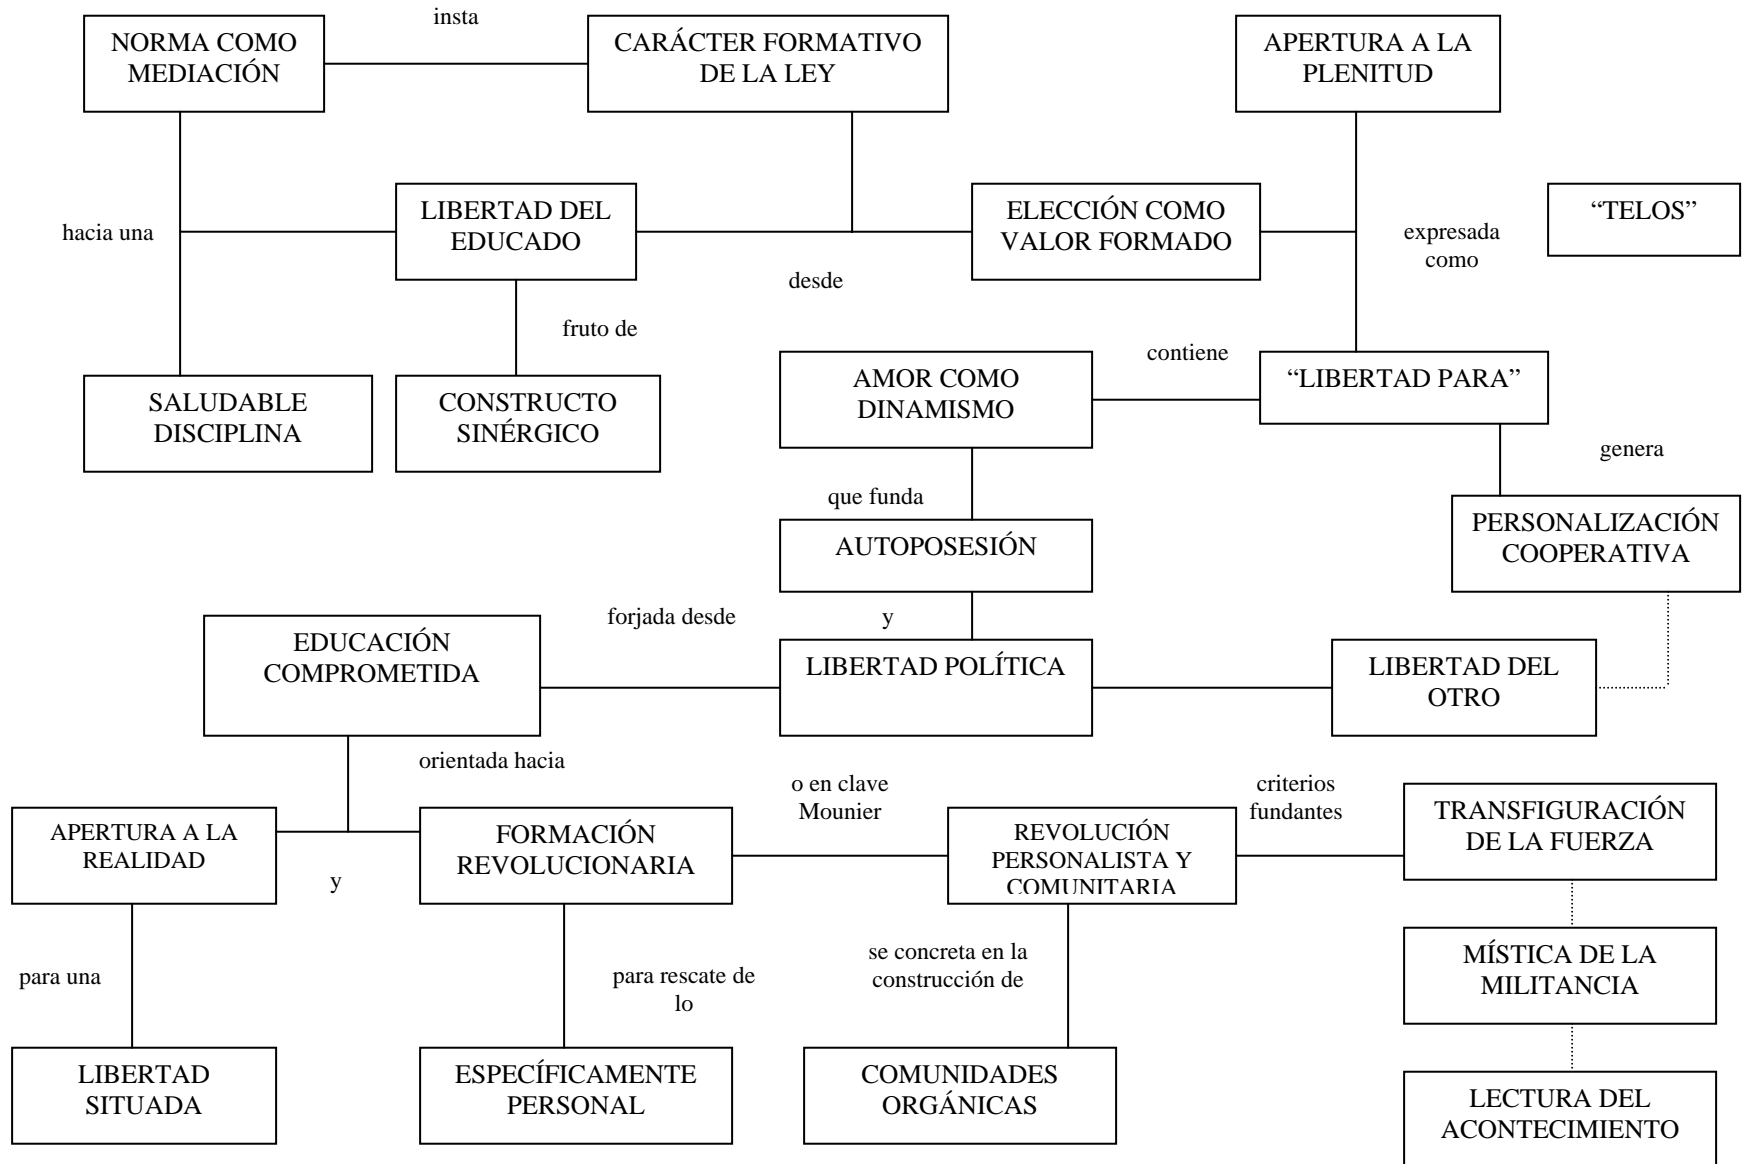 insta
NORMA COMO
MEDIACIÓN
CARÁCTER FORMATIVO
DE LA LEY
APERTURA A LA
PLENITUD
hacia una
LIBERTAD DEL
EDUCADO
desde
ELECCIÓN COMO
VALOR FORMADO
expresada
como
“TELOS”
fruto de
SALUDABLE
DISCIPLINA
CONSTRUCTO
SINÉRGICO
AMOR COMO
DINAMISMO
contiene
“LIBERTAD PARA”
genera
que funda
AUTOPOSESIÓN
PERSONALIZACIÓN
COOPERATIVA
EDUCACIÓN
COMPROMETIDA
forjada desde
y
LIBERTAD POLÍTICA
LIBERTAD DEL
OTRO
orientada hacia
APERTURA A LA
REALIDAD
y
FORMACIÓN
REVOLUCIONARIA
o en clave
Mounier
REVOLUCIÓN
PERSONALISTA Y
COMUNITARIA
criterios
fundantes
TRANSFIGURACIÓN
DE LA FUERZA
para una
para rescate de
lo
se concreta en la
construcción de
MÍSTICA DE LA
MILITANCIA
LIBERTAD
SITUADA
ESPECÍFICAMENTE
PERSONAL
COMUNIDADES
ORGÁNICAS
LECTURA DEL
ACONTECIMIENTO